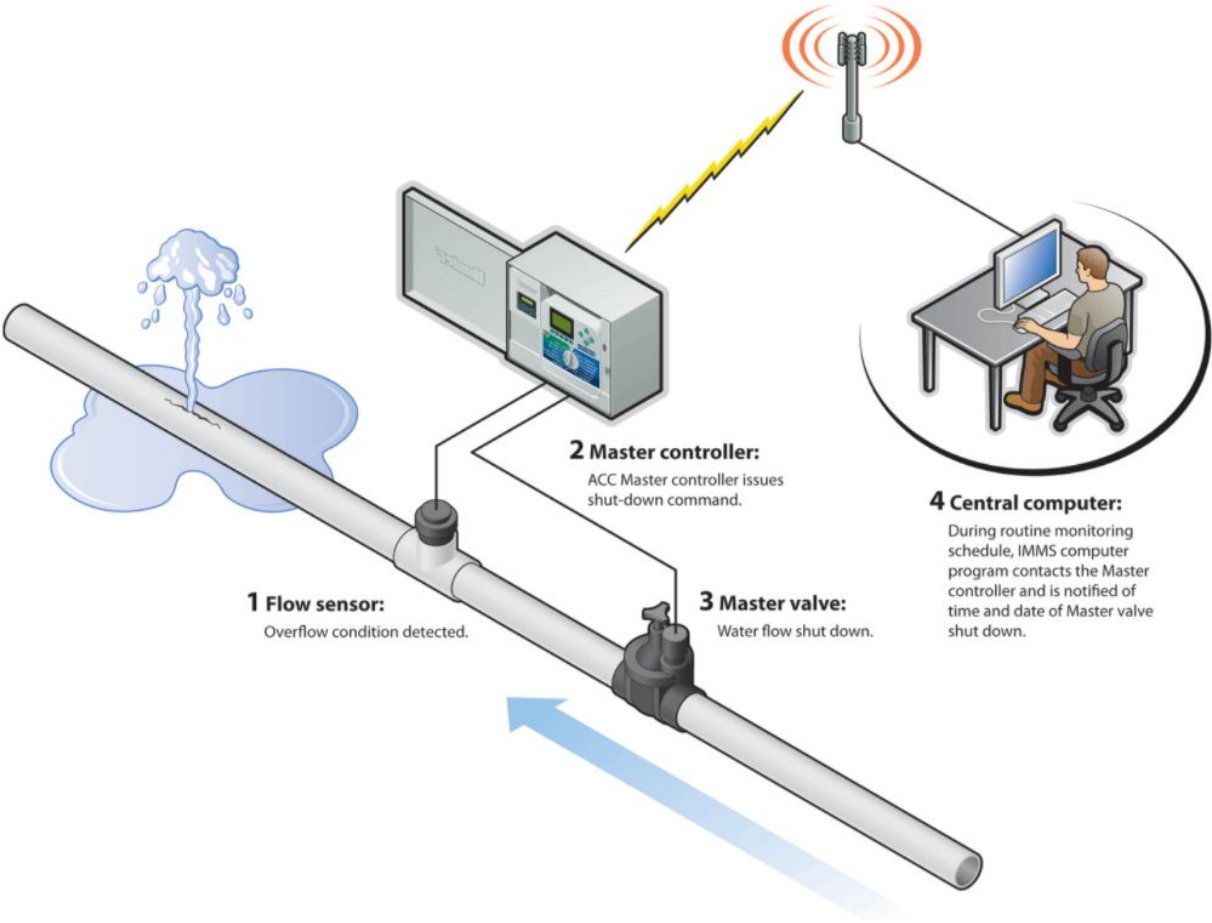 2 Master controller:
ACC Master controller issues
shut-down command.
4 Central computer:
During routine monitoring
schedule, IMMS computer
program contacts the Master
controller and is notified of
time and date of Master valve
shut down.
1 Flow sensor:
Overflow condition detected.
3 Master valve:
Water flow shut down.